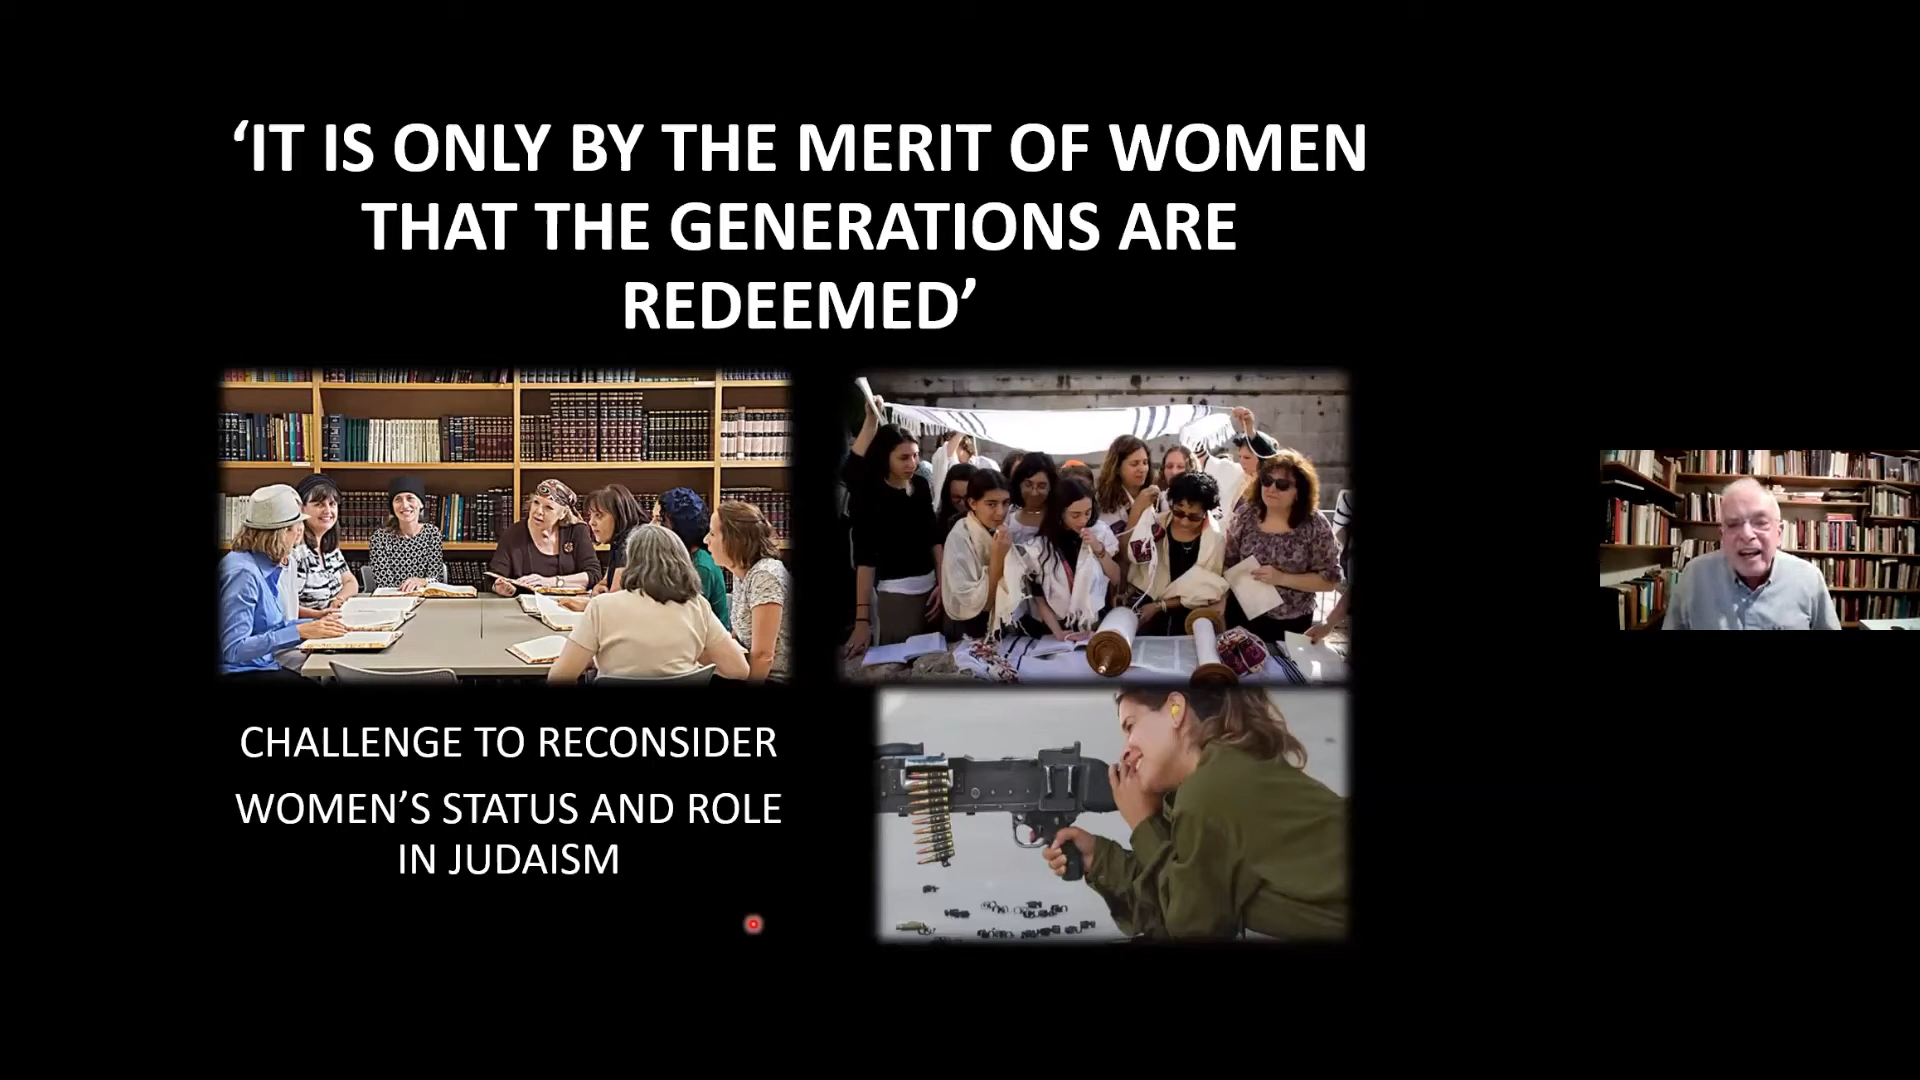 ‘IT IS ONLY BY THE MERIT OF WOMEN
THAT THE GENERATIONS ARE
REDEEMED’
CHALLENGE TO RECONSIDER
WOMEN’S STATUS AND ROLE
IN JUDAISM